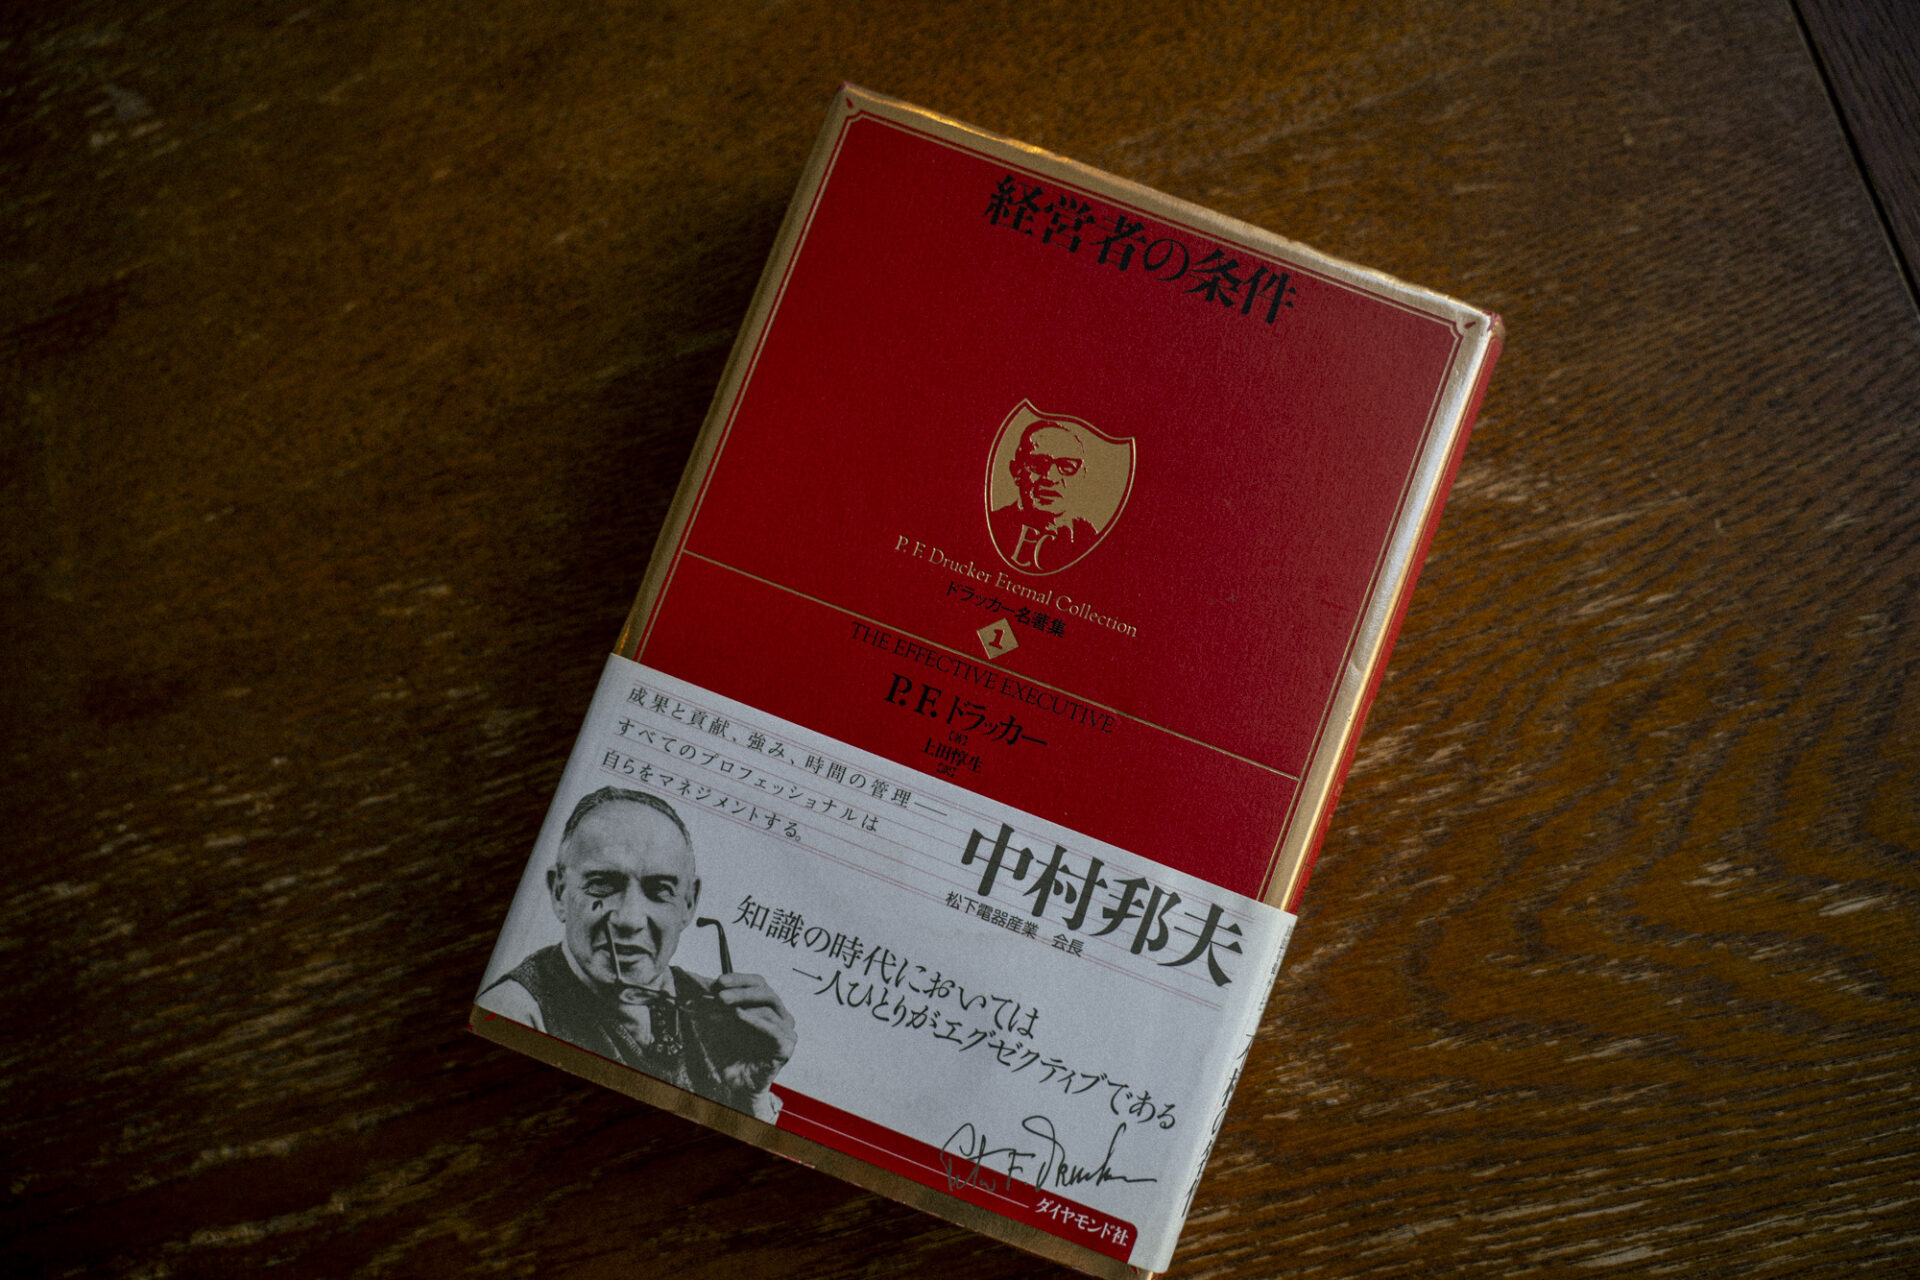 経営者の条件
EC
P. F. Drucker Eternal Collection
ドラッカー名著集
1
THE EFFECTIVE EXECUTIVE
P. F. ドラッカー
[著]
上田惇生
[訳]
成果と貢献、強み、時間の管理——
すべてのプロフェッショナルは
自らをマネジメントする。
中村邦夫
松下電器産業 会長
知識の時代においては
一人ひとりがエグゼクティブである
Peter F. Drucker
ダイヤモンド社